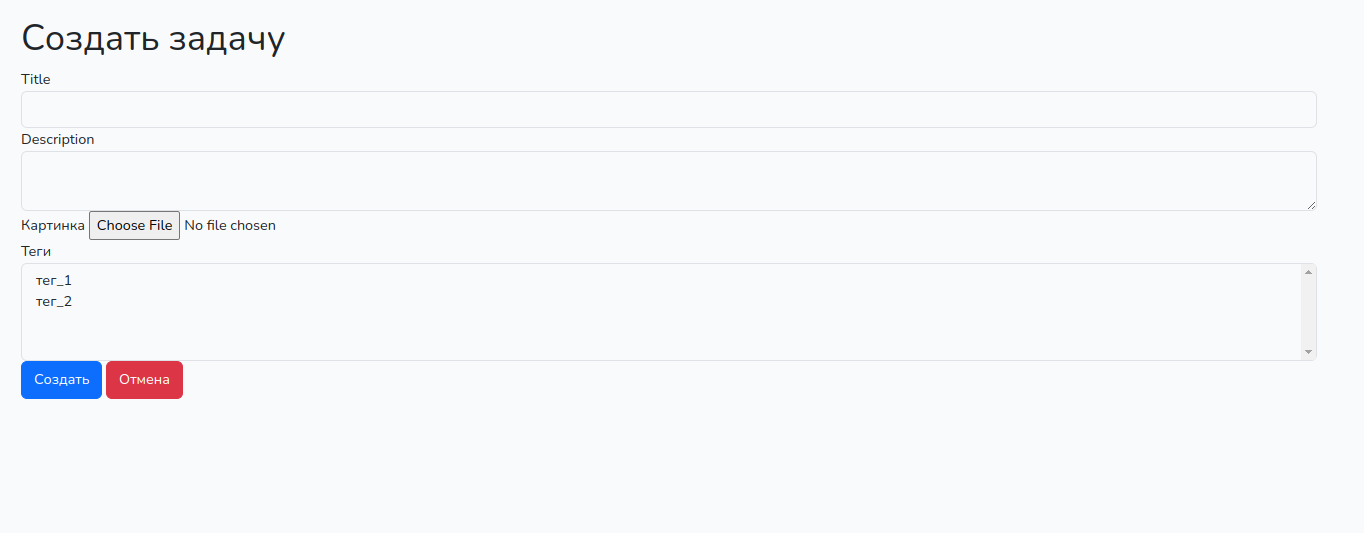 Создать задачу
Title
Description
Картинка Choose File No file chosen
Теги
тег_1
тег_2
Создать Отмена